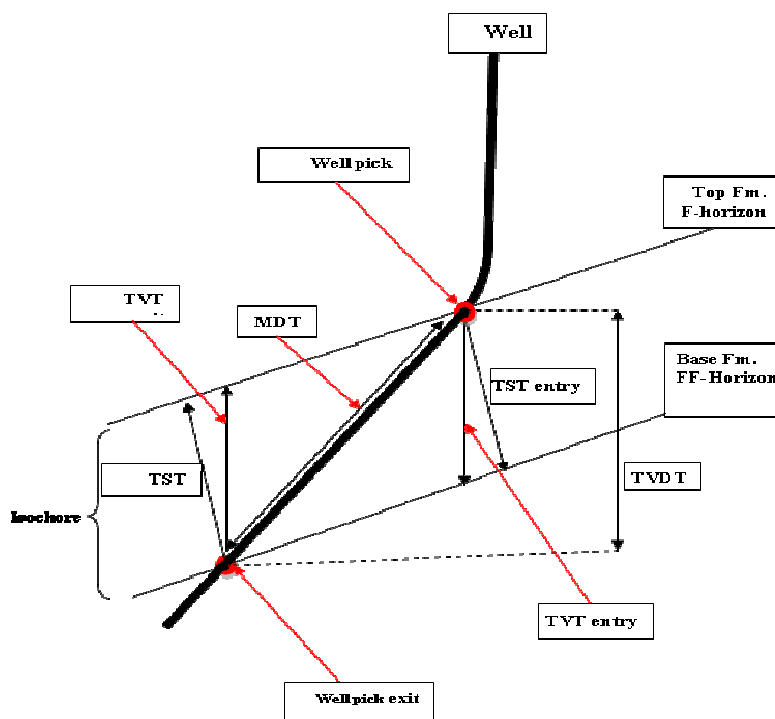 Well
Well pick
Top Fm.
F-horizon
TVT
MDT
Base Fm.
FF-Horizon
TST entry
TST
TVDT
Isochore
TVT entry
Wellpick exit